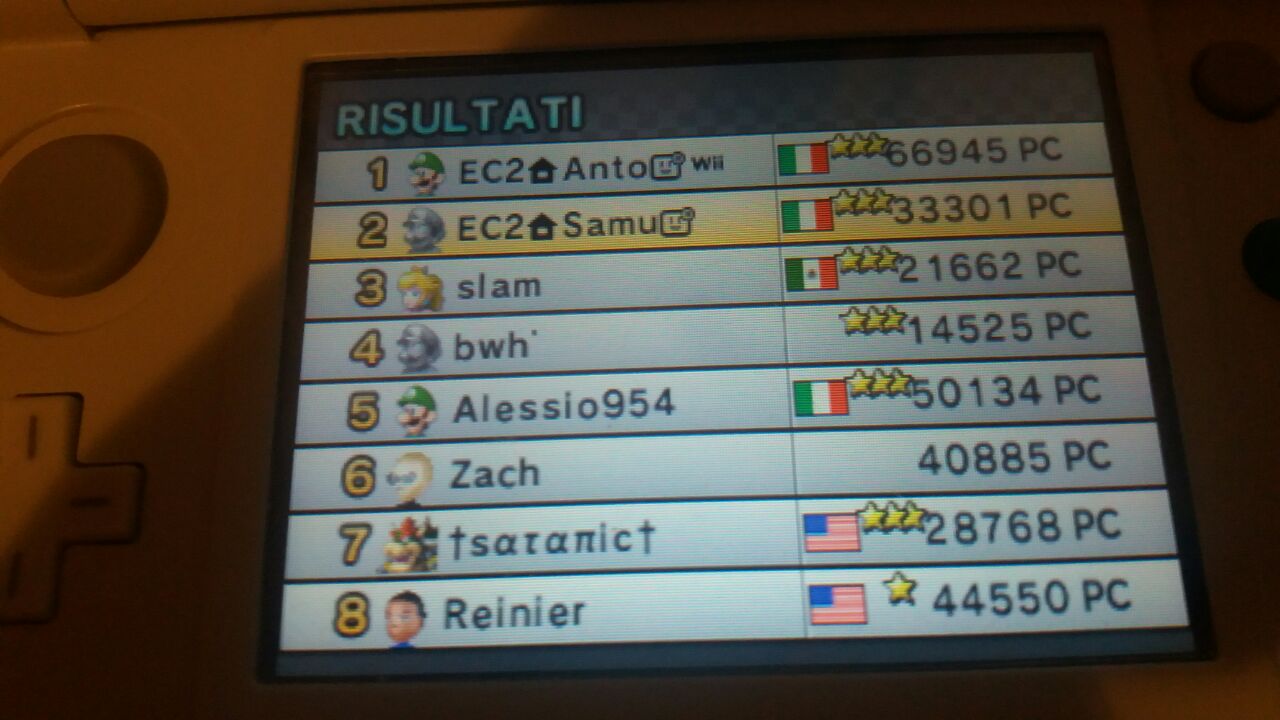 RISULTATI
1 EC2 Anto Wii 66945 PC
2 EC2 Samu 33301 PC
3 slam 21662 PC
4 bwh˙ 14525 PC
5 Alessio954 50134 PC
6 Zach 40885 PC
7 †sαταπic† 28768 PC
8 Reinier 44550 PC